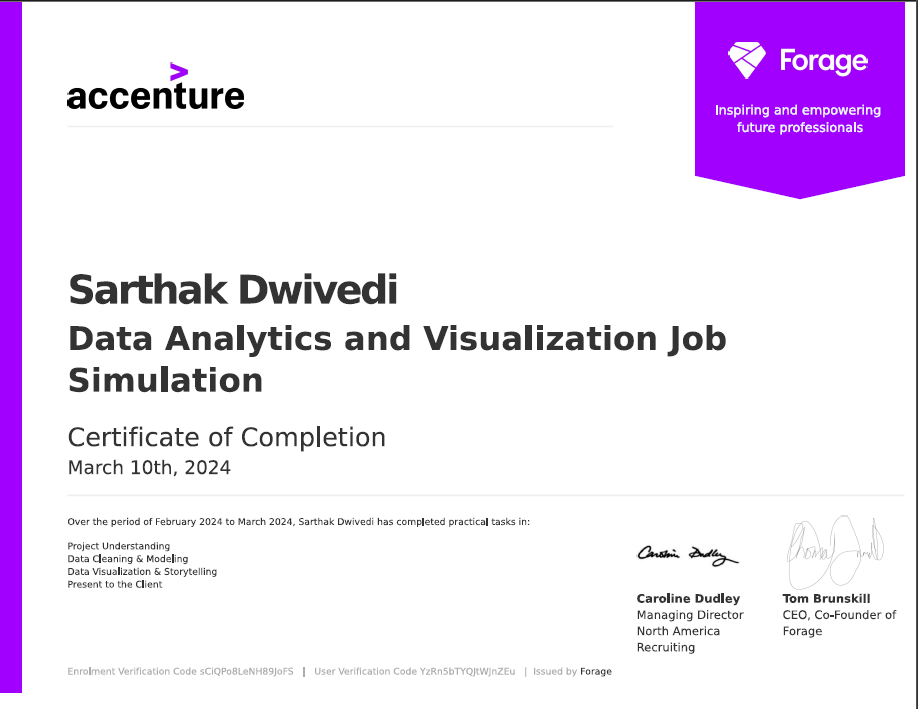 accenture
Forage
Inspiring and empowering
future professionals
Sarthak Dwivedi
Data Analytics and Visualization Job
Simulation
Certificate of Completion
March 10th, 2024
Over the period of February 2024 to March 2024, Sarthak Dwivedi has completed practical tasks in:
Project Understanding
Data Cleaning & Modeling
Data Visualization & Storytelling
Present to the Client
Caroline Dudley
Caroline Dudley
Managing Director
North America
Recruiting
Tom Brunskill
CEO, Co-Founder of
Forage
Enrolment Verification Code sCiQPo8LeNH89JoFS | User Verification Code YzRn5bTYQJtWJnZEu | Issued by Forage